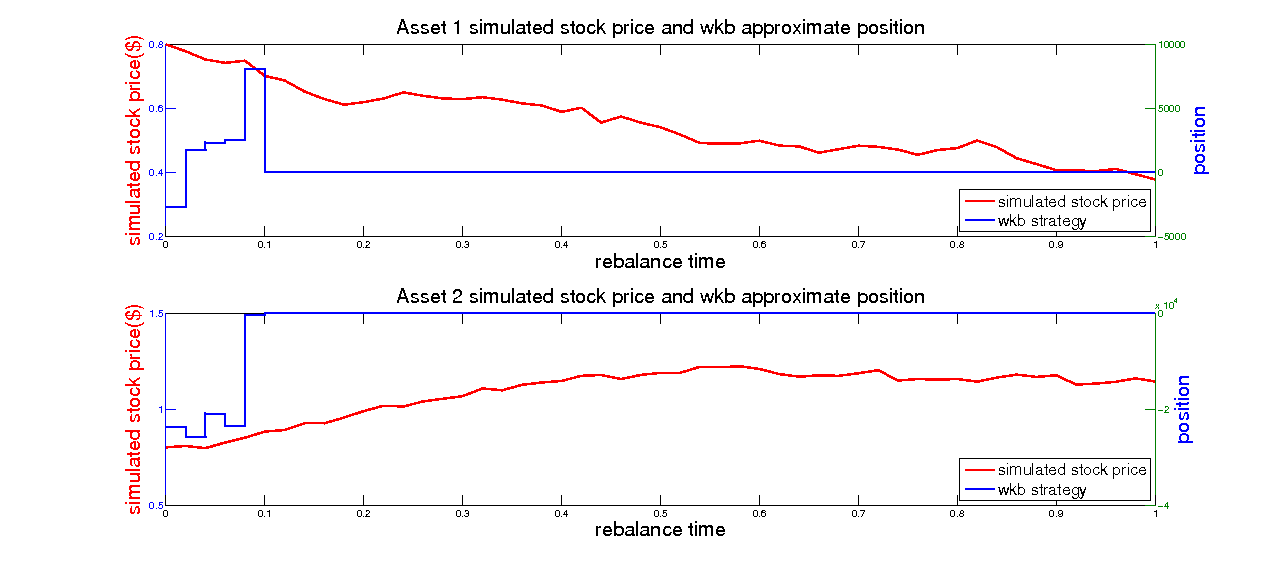 Asset 1 simulated stock price and wkb approximate position
simulated stock price($)
0.8
0.6
0.4
0.2
10000
5000
0
-5000
position
simulated stock price
wkb strategy
0 0.1 0.2 0.3 0.4 0.5 0.6 0.7 0.8 0.9 1
rebalance time
Asset 2 simulated stock price and wkb approximate position
simulated stock price($)
1.5
1
0.5
x 10^4
0
-2
-4
position
simulated stock price
wkb strategy
0 0.1 0.2 0.3 0.4 0.5 0.6 0.7 0.8 0.9 1
rebalance time